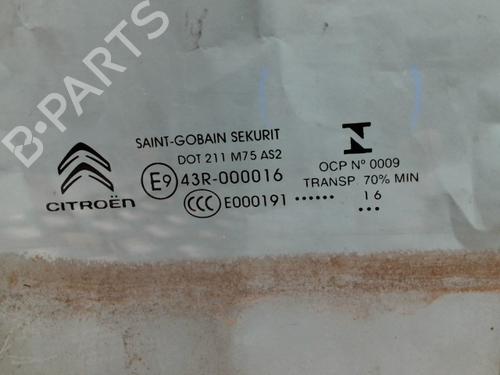 B-PARTS
SAINT-GOBAIN SEKURIT
DOT 211 M75 AS2
E9 43R-000016
CCC E000191 ......
CITROËN
N
OCP Nº 0009
TRANSP. 70% MIN
16
...